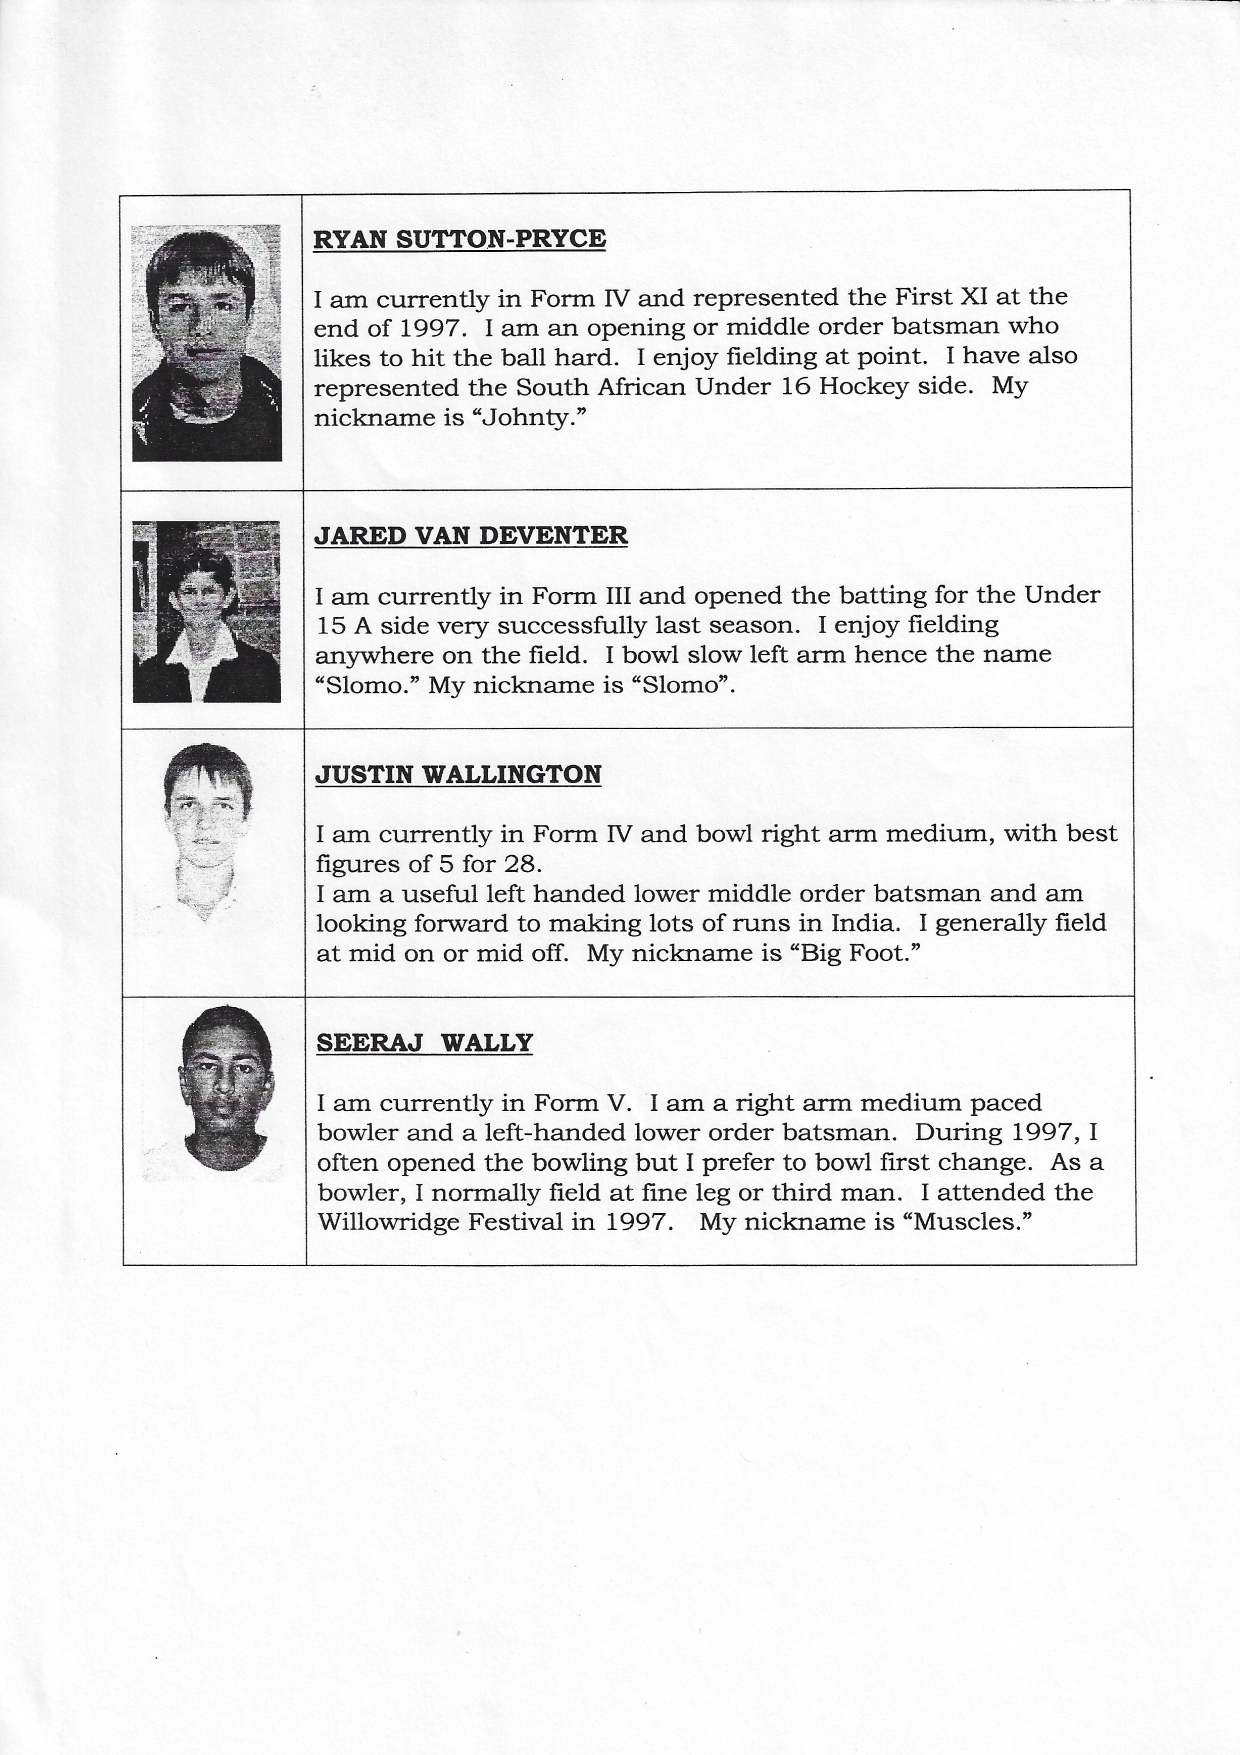 RYAN SUTTON-PRYCE
I am currently in Form IV and represented the First XI at the
end of 1997. I am an opening or middle order batsman who
likes to hit the ball hard. I enjoy fielding at point. I have also
represented the South African Under 16 Hockey side. My
nickname is “Johnty.”
JARED VAN DEVENTER
I am currently in Form III and opened the batting for the Under
15 A side very successfully last season. I enjoy fielding
anywhere on the field. I bowl slow left arm hence the name
“Slomo.” My nickname is “Slomo”.
JUSTIN WALLINGTON
I am currently in Form IV and bowl right arm medium, with best
figures of 5 for 28.
I am a useful left handed lower middle order batsman and am
looking forward to making lots of runs in India. I generally field
at mid on or mid off. My nickname is “Big Foot.”
SEERAJ WALLY
I am currently in Form V. I am a right arm medium paced
bowler and a left-handed lower order batsman. During 1997, I
often opened the bowling but I prefer to bowl first change. As a
bowler, I normally field at fine leg or third man. I attended the
Willowridge Festival in 1997. My nickname is “Muscles.”